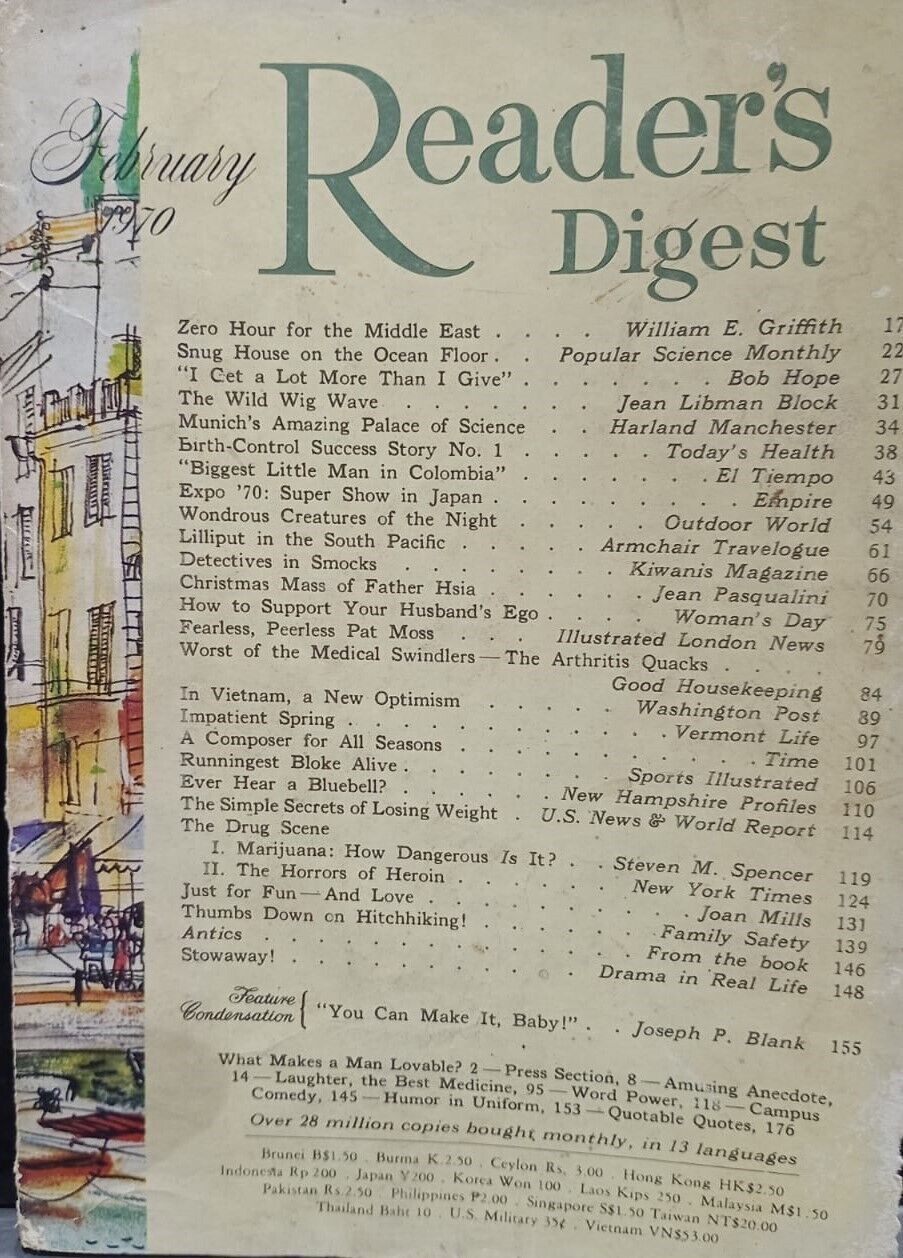 February
1970
Reader's
Digest
Zero Hour for the Middle East . . . . William E. Griffith 17
Snug House on the Ocean Floor . . Popular Science Monthly 22
"I Get a Lot More Than I Give" . . . . . . . Bob Hope 27
The Wild Wig Wave . . . . . . . Jean Libman Block 31
Munich's Amazing Palace of Science . . Harland Manchester 34
Birth-Control Success Story No. 1 . . . . . Today's Health 38
"Biggest Little Man in Colombia" . . . . . . . El Tiempo 43
Expo '70: Super Show in Japan . . . . . . . . Empire 49
Wondrous Creatures of the Night . . . . . Outdoor World 54
Lilliput in the South Pacific . . . . . Armchair Travelogue 61
Detectives in Smocks . . . . . . . . Kiwanis Magazine 66
Christmas Mass of Father Hsia . . . . . . Jean Pasqualini 70
How to Support Your Husband's Ego . . . . Woman's Day 75
Fearless, Peerless Pat Moss . . . Illustrated London News 79
Worst of the Medical Swindlers — The Arthritis Quacks . . .
Good Housekeeping 84
In Vietnam, a New Optimism . . . . . Washington Post 89
Impatient Spring . . . . . . . . . . Vermont Life 97
A Composer for All Seasons . . . . . . . . . Time 101
Runningest Bloke Alive . . . . . . Sports Illustrated 106
Ever Hear a Bluebell? . . . . . . New Hampshire Profiles 110
The Simple Secrets of Losing Weight . U.S. News & World Report 114
The Drug Scene
I. Marijuana: How Dangerous Is It? . . Steven M. Spencer 119
II. The Horrors of Heroin . . . . . . New York Times 124
Just for Fun — And Love . . . . . . . . . Joan Mills 131
Thumbs Down on Hitchhiking! . . . . . . Family Safety 139
Antics . . . . . . . . . . . . From the book 146
Stowaway! . . . . . . . . . . . Drama in Real Life 148
Feature
Condensation { "You Can Make It, Baby!" . . Joseph P. Blank 155
What Makes a Man Lovable? 2 — Press Section, 8 — Amusing Anecdote,
14 — Laughter, the Best Medicine, 95 — Word Power, 118 — Campus
Comedy, 145 — Humor in Uniform, 153 — Quotable Quotes, 176
Over 28 million copies bought monthly, in 13 languages
Brunei B$1.50 . Burma K.2.50 . Ceylon Rs. 3.00 . Hong Kong HK$2.50
Indonesia Rp 200 . Japan ¥200 . Korea Won 100 . Laos Kips 250 . Malaysia M$1.50
Pakistan Rs.2.50 . Philippines ₱2.00 . Singapore S$1.50 Taiwan NT$20.00
Thailand Baht 10 . U.S. Military 35¢ . Vietnam VN$53.00